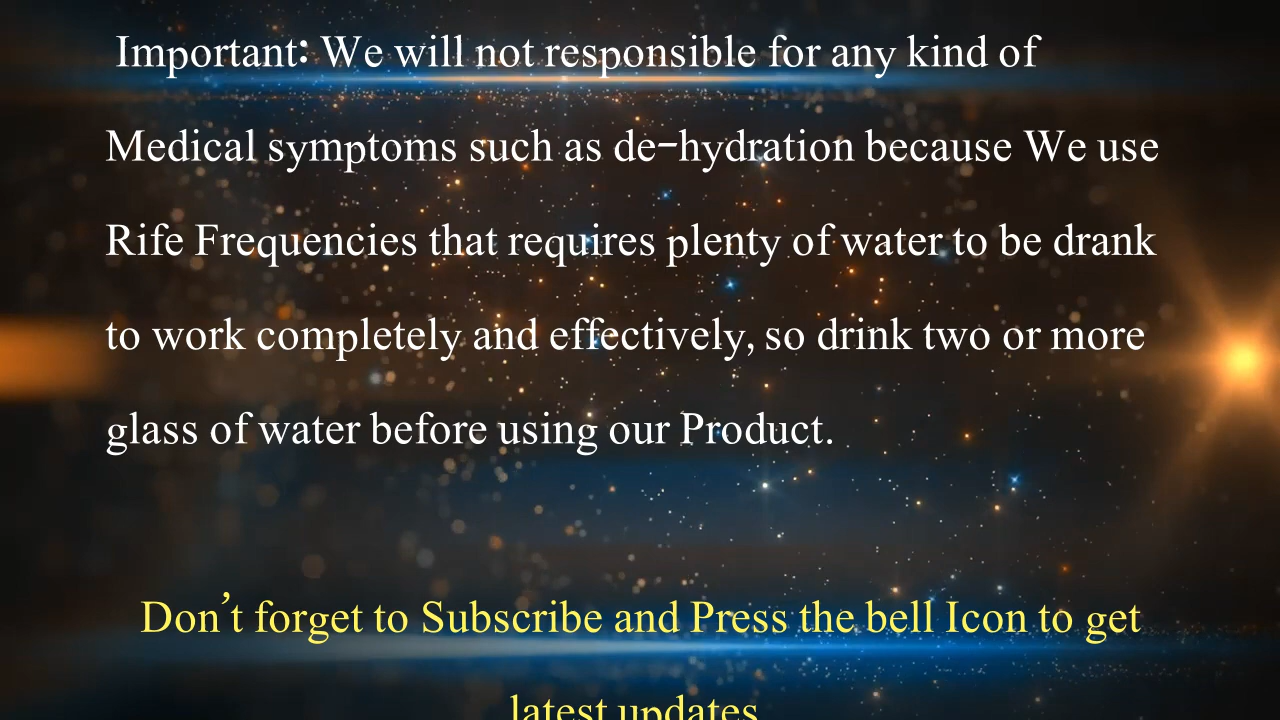 Important: We will not responsible for any kind of
Medical symptoms such as de-hydration because We use
Rife Frequencies that requires plenty of water to be drank
to work completely and effectively, so drink two or more
glass of water before using our Product.
Don't forget to Subscribe and Press the bell Icon to get
latest updates